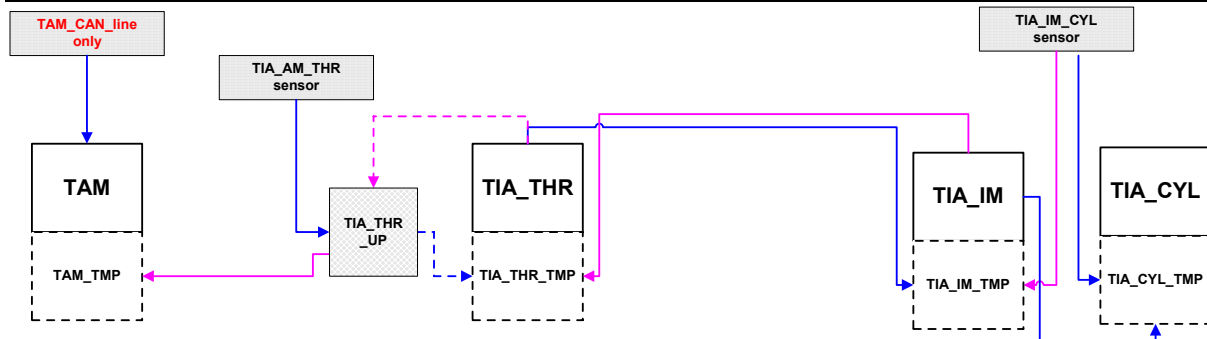 TAM_CAN_line
only
TIA_AM_THR
sensor
TIA_IM_CYL
sensor
TAM
TIA_THR
TIA_IM
TIA_CYL
TIA_THR
_UP
TAM_TMP
TIA_THR_TMP
TIA_IM_TMP
TIA_CYL_TMP